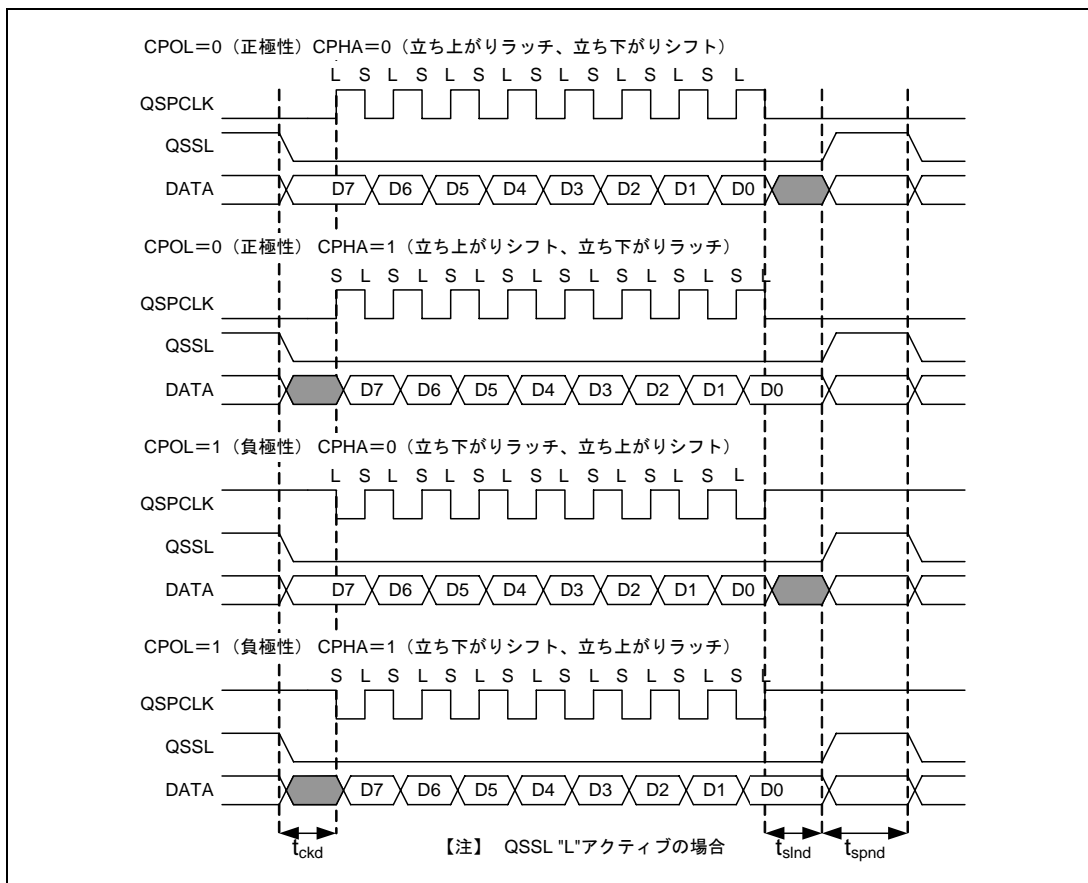 CPOL=0（正極性）CPHA=0（立ち上がりラッチ、立ち下がりシフト）
L S L S L S L S L S L S L S L
QSPCLK
QSSL
DATA D7 D6 D5 D4 D3 D2 D1 D0
CPOL=0（正極性）CPHA=1（立ち上がりシフト、立ち下がりラッチ）
S L S L S L S L S L S L S L S L
QSPCLK
QSSL
DATA D7 D6 D5 D4 D3 D2 D1 D0
CPOL=1（負極性）CPHA=0（立ち下がりラッチ、立ち上がりシフト）
L S L S L S L S L S L S L S L
QSPCLK
QSSL
DATA D7 D6 D5 D4 D3 D2 D1 D0
CPOL=1（負極性）CPHA=1（立ち下がりシフト、立ち上がりラッチ）
S L S L S L S L S L S L S L S L
QSPCLK
QSSL
DATA D7 D6 D5 D4 D3 D2 D1 D0
tckd 【注】 QSSL "L"アクティブの場合 tslnd tspnd